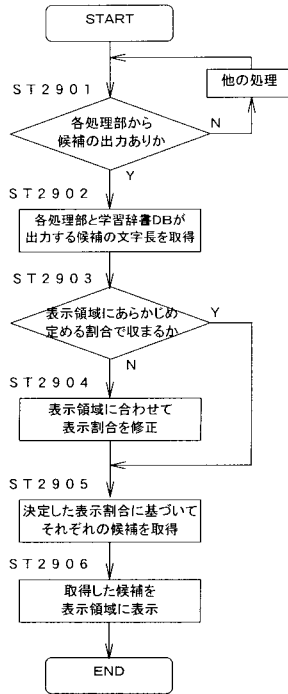 START
他の処理
ST2901
各処理部から
候補の出力ありか
N
Y
ST2902
各処理部と学習辞書DBが
出力する候補の文字長を取得
ST2903
表示領域にあらかじめ
定める割合で収まるか
Y
N
ST2904
表示領域に合わせて
表示割合を修正
ST2905
決定した表示割合に基づいて
それぞれの候補を取得
ST2906
取得した候補を
表示領域に表示
END